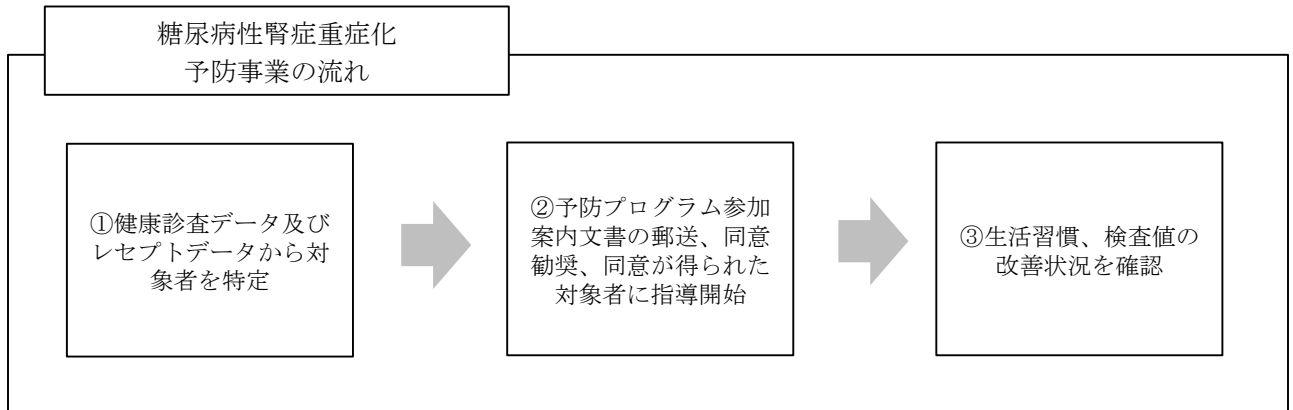 糖尿病性腎症重症化
予防事業の流れ
①健康診査データ及び
レセプトデータから対
象者を特定
②予防プログラム参加
案内文書の郵送、同意
勧奨、同意が得られた
対象者に指導開始
③生活習慣、検査値の
改善状況を確認